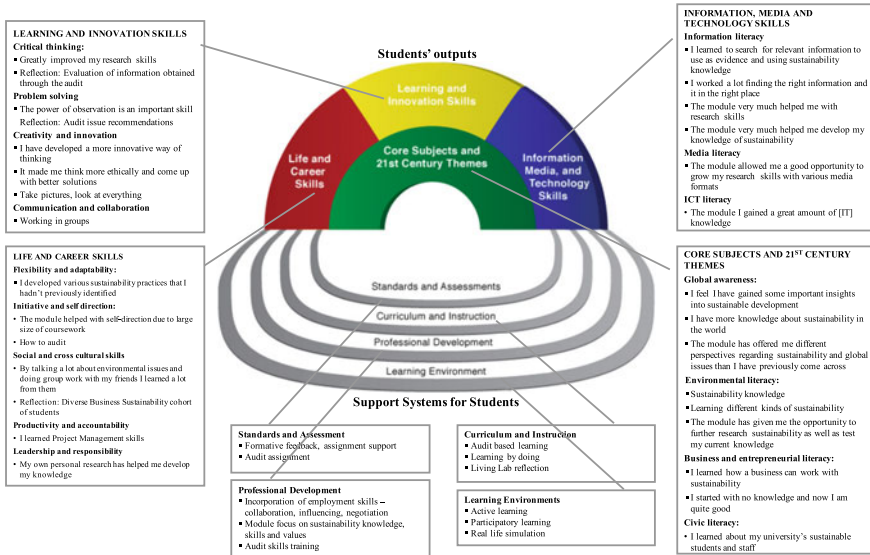 LEARNING AND INNOVATION SKILLS
Critical thinking:
▪ Greatly improved my research skills
▪ Reflection: Evaluation of information obtained
through the audit
Problem solving
▪ The power of observation is an important skill
Reflection: Audit issue recommendations
Creativity and innovation
▪ I have developed a more innovative way of
thinking
▪ It made me think more ethically and come up
with better solutions
▪ Take pictures, look at everything
Communication and collaboration
▪ Working in groups
LIFE AND CAREER SKILLS
Flexibility and adaptability:
▪ I developed various sustainability practices that I
hadn't previously identified
Initiative and self direction:
• The module helped with self-direction due to large
size of coursework
• How to audit
Social and cross cultural skills
• By talking a lot about environmental issues and
doing group work with my friends I learned a lot
from them
• Reflection: Diverse Business Sustainability cohort
of students
Productivity and accountability
• I learned Project Management skills
Leadership and responsibility
• My own personal research has helped me develop
my knowledge
Students' outputs
Learning and
Innovation Skills
Core Subjects and
21st Century Themes
Life and
Career
Skills
Information,
Media, and
Technology
Skills
Standards and Assessments
Curriculum and Instruction
Professional Development
Learning Environment
Support Systems for Students
Standards and Assessment
▪ Formative feedback, assignment support
▪ Audit assignment
Curriculum and Instruction
▪ Audit based learning
▪ Learning by doing
▪ Living Lab reflection
Professional Development
▪ Incorporation of employment skills –
collaboration, influencing, negotiation
▪ Module focus on sustainability knowledge,
skills and values
▪ Audit skills training
Learning Environments
▪ Active learning
▪ Participatory learning
▪ Real life simulation
INFORMATION, MEDIA AND
TECHNOLOGY SKILLS
Information literacy
▪ I learned to search for relevant information to
use as evidence and using sustainability
knowledge
▪ I worked a lot finding the right information and
it in the right place
▪ The module very much helped me with
research skills
▪ The module very much helped me develop my
knowledge of sustainability
Media literacy
▪ The module allowed me a good opportunity to
grow my research skills with various media
formats
ICT literacy
• The module I gained a great amount of [IT]
knowledge
CORE SUBJECTS AND 21ST CENTURY
THEMES
Global awareness:
▪ I feel I have gained some important insights
into sustainable development
▪ I have more knowledge about sustainability in
the world
▪ The module has offered me different
perspectives regarding sustainability and global
issues than I have previously come across
Environmental literacy:
▪ Sustainability knowledge
▪ Learning different kinds of sustainability
▪ The module has given me the opportunity to
further research sustainability as well as test
my current knowledge
Business and entrepreneurial literacy:
▪ I learned how a business can work with
sustainability
▪ I started with no knowledge and now I am
quite good
Civic literacy:
• I learned about my university's sustainable
students and staff